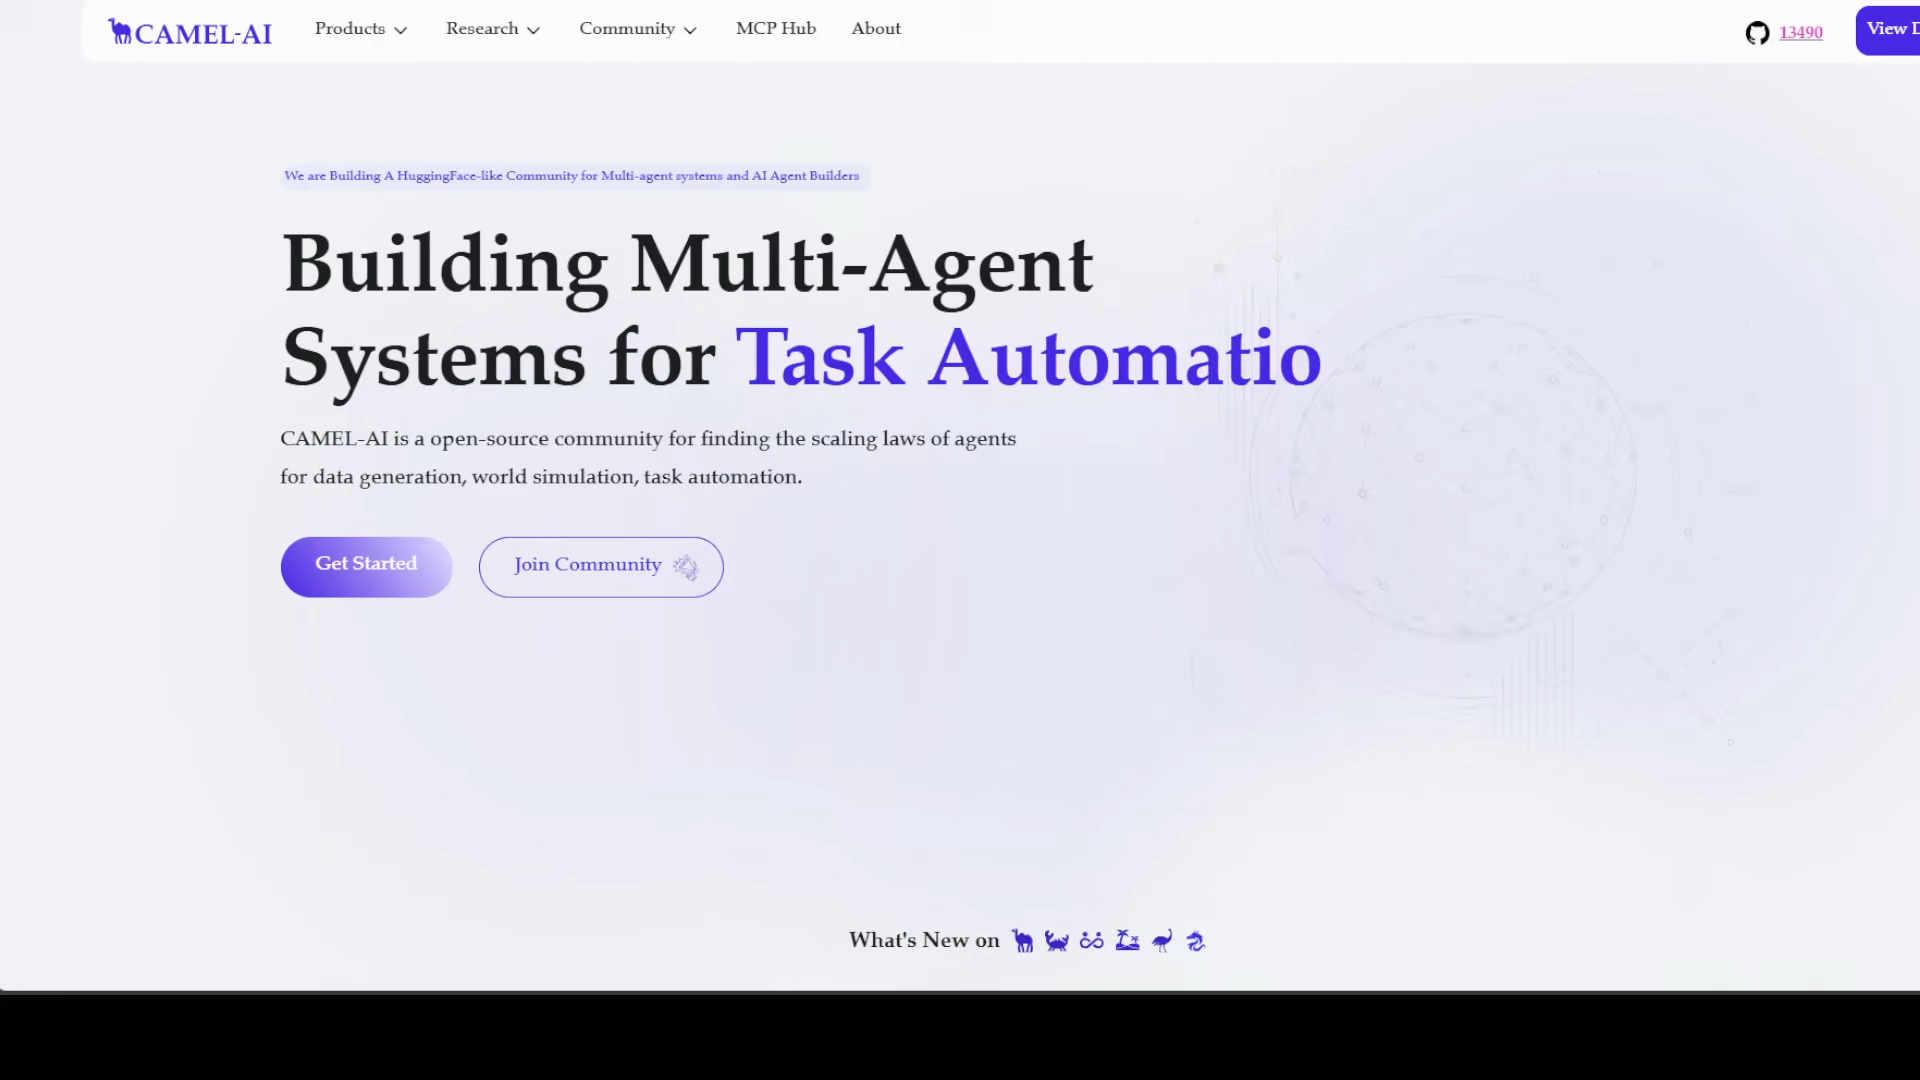 CAMEL-AI
Products
Research
Community
MCP Hub
About
13490
View
We are Building A HuggingFace-like Community for Multi-agent systems and AI Agent Builders
Building Multi-Agent
Systems for Task Automatio
CAMEL-AI is a open-source community for finding the scaling laws of agents
for data generation, world simulation, task automation.
Get Started
Join Community
What's New on